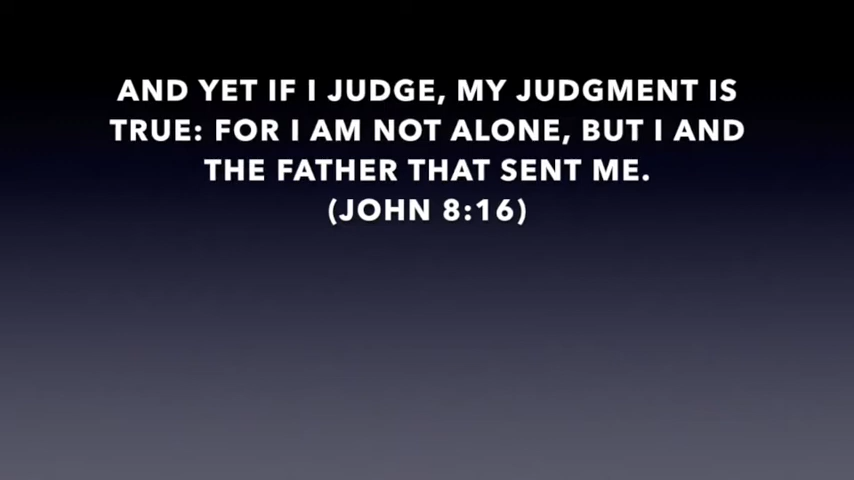 AND YET IF I JUDGE, MY JUDGMENT IS
TRUE: FOR I AM NOT ALONE, BUT I AND
THE FATHER THAT SENT ME.
(JOHN 8:16)